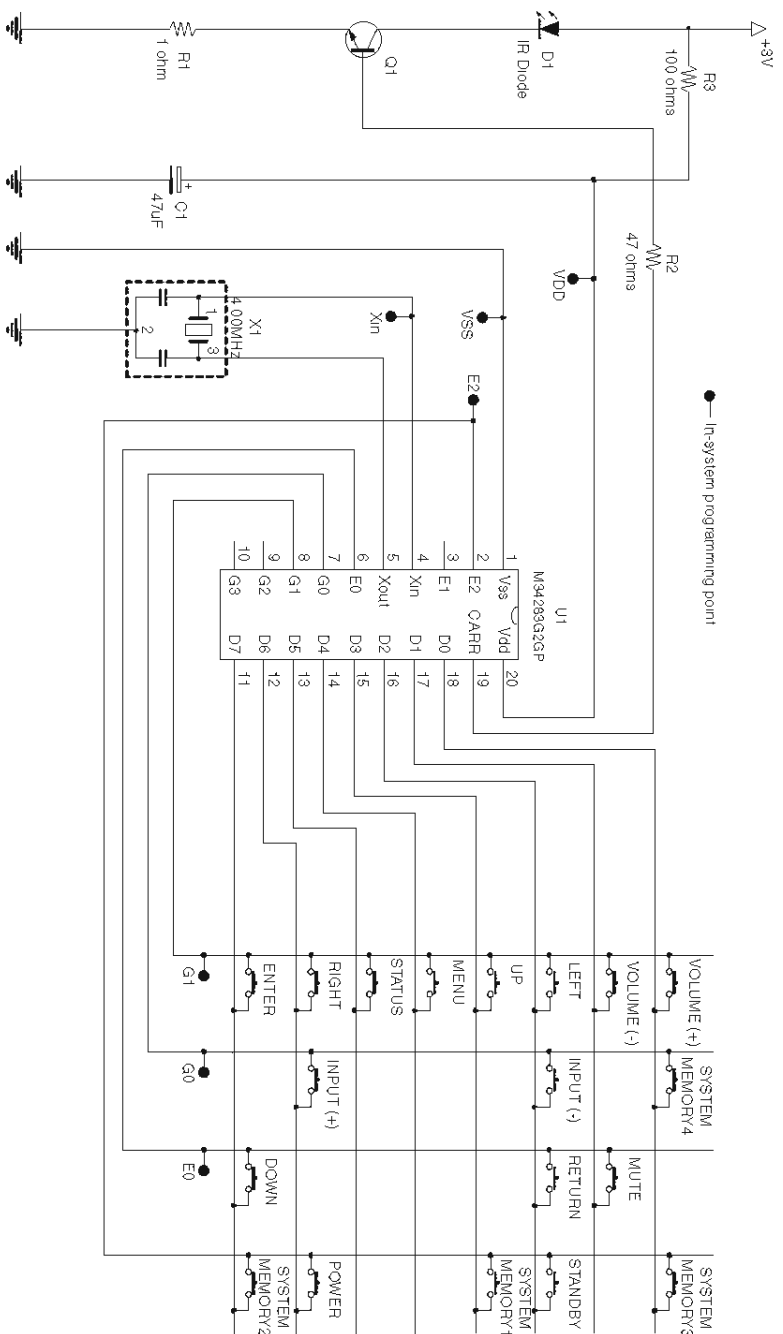 +3V
R3
100 ohms
D1
IR Diode
Q1
R1
1 ohm
C1
+
47uF
R2
47 ohms
VDD
VSS
Xin
E2
X1
4.00MHz
1
2
3
In-system programming point
U1
M34283G2GP
1
2
3
4
5
6
7
8
9
10
Vss
E2
E1
Xin
Xout
E0
G0
G1
G2
G3
Vdd
CARR
D0
D1
D2
D3
D4
D5
D6
D7
20
19
18
17
16
15
14
13
12
11
VOLUME (+)
VOLUME (-)
LEFT
UP
MENU
STATUS
RIGHT
ENTER
G1
SYSTEM
MEMORY4
INPUT (-)
INPUT (+)
G0
MUTE
RETURN
DOWN
E0
SYSTEM
MEMORY3
STANDBY
SYSTEM
MEMORY1
POWER
SYSTEM
MEMORY2